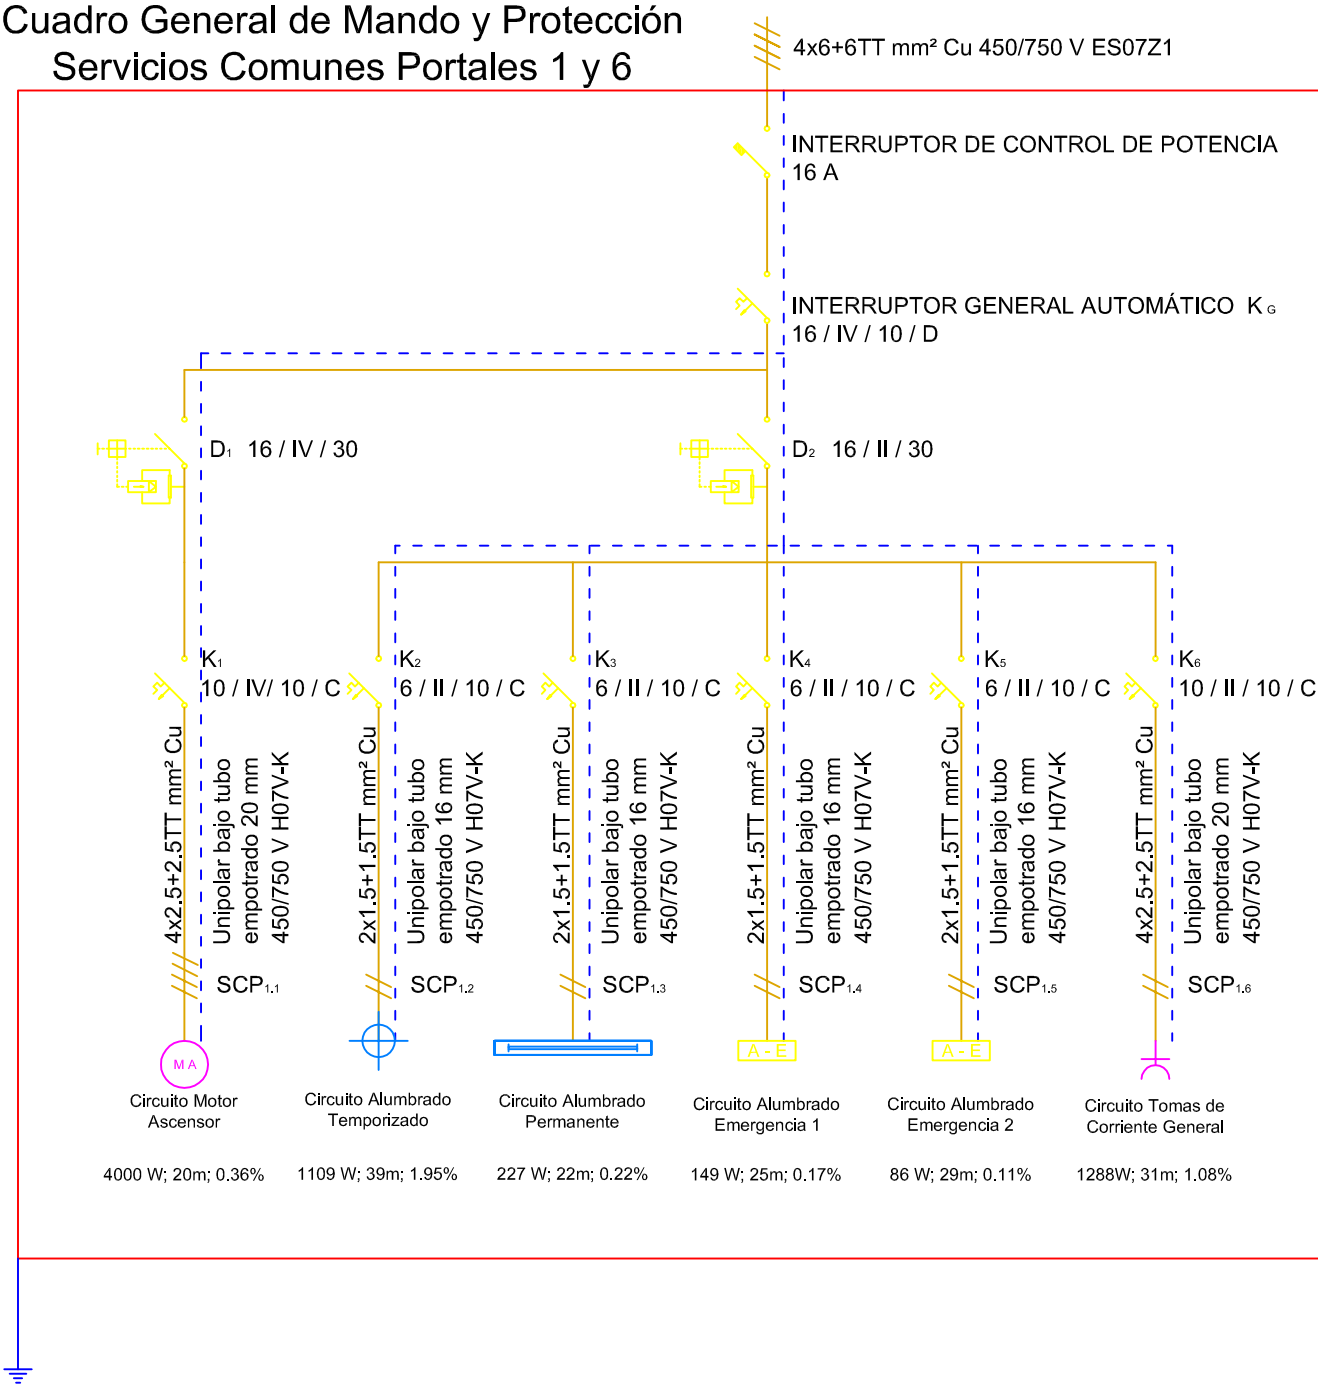 Cuadro General de Mando y Protección
Servicios Comunes Portales 1 y 6
4x6+6TT mm² Cu 450/750 V ES07Z1
INTERRUPTOR DE CONTROL DE POTENCIA
16 A
INTERRUPTOR GENERAL AUTOMÁTICO K G
16 / IV / 10 / D
D1 16 / IV / 30
D2 16 / II / 30
K1
10 / IV/ 10 / C
K2
6 / II / 10 / C
K3
6 / II / 10 / C
K4
6 / II / 10 / C
K5
6 / II / 10 / C
K6
10 / II / 10 / C
4x2.5+2.5TT mm² Cu
Unipolar bajo tubo
empotrado 20 mm
450/750 V H07V-K
2x1.5+1.5TT mm² Cu
Unipolar bajo tubo
empotrado 16 mm
450/750 V H07V-K
2x1.5+1.5TT mm² Cu
Unipolar bajo tubo
empotrado 16 mm
450/750 V H07V-K
2x1.5+1.5TT mm² Cu
Unipolar bajo tubo
empotrado 16 mm
450/750 V H07V-K
2x1.5+1.5TT mm² Cu
Unipolar bajo tubo
empotrado 16 mm
450/750 V H07V-K
4x2.5+2.5TT mm² Cu
Unipolar bajo tubo
empotrado 20 mm
450/750 V H07V-K
SCP1.1
SCP1.2
SCP1.3
SCP1.4
SCP1.5
SCP1.6
M A
A - E
A - E
Circuito Motor
Ascensor
Circuito Alumbrado
Temporizado
Circuito Alumbrado
Permanente
Circuito Alumbrado
Emergencia 1
Circuito Alumbrado
Emergencia 2
Circuito Tomas de
Corriente General
4000 W; 20m; 0.36%
1109 W; 39m; 1.95%
227 W; 22m; 0.22%
149 W; 25m; 0.17%
86 W; 29m; 0.11%
1288W; 31m; 1.08%